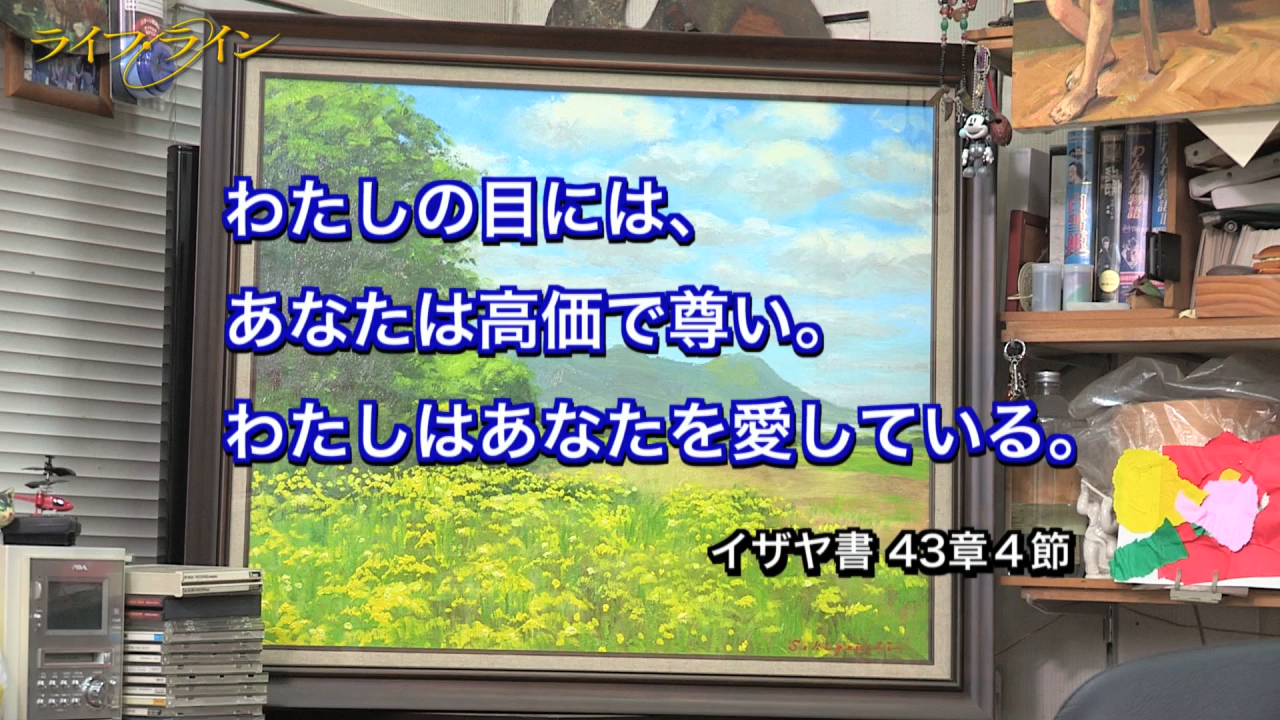 ライフ・ライン
わたしの目には、
あなたは高価で尊い。
わたしはあなたを愛している。
イザヤ書 43章４節